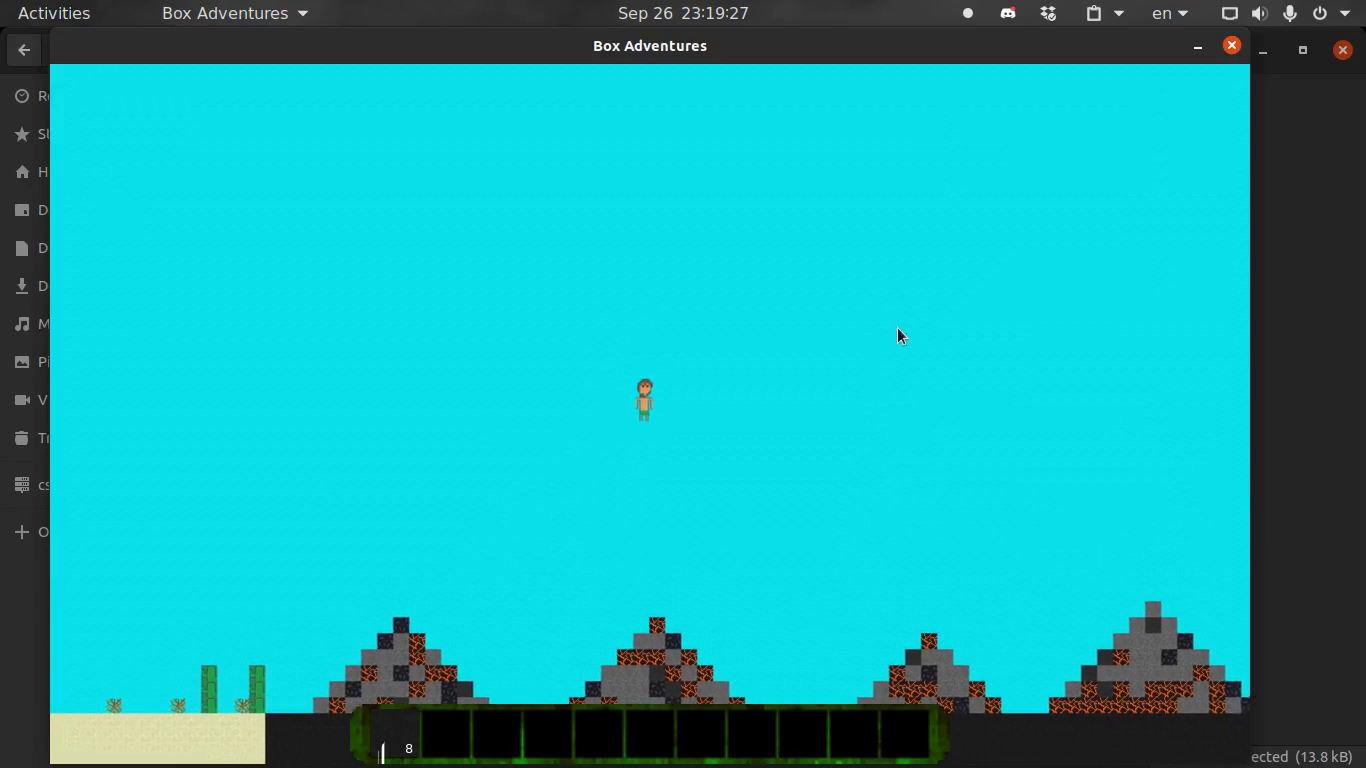 Activities Box Adventures Sep 26 23:19:27 en
Box Adventures
8
ected (13.8 kB)